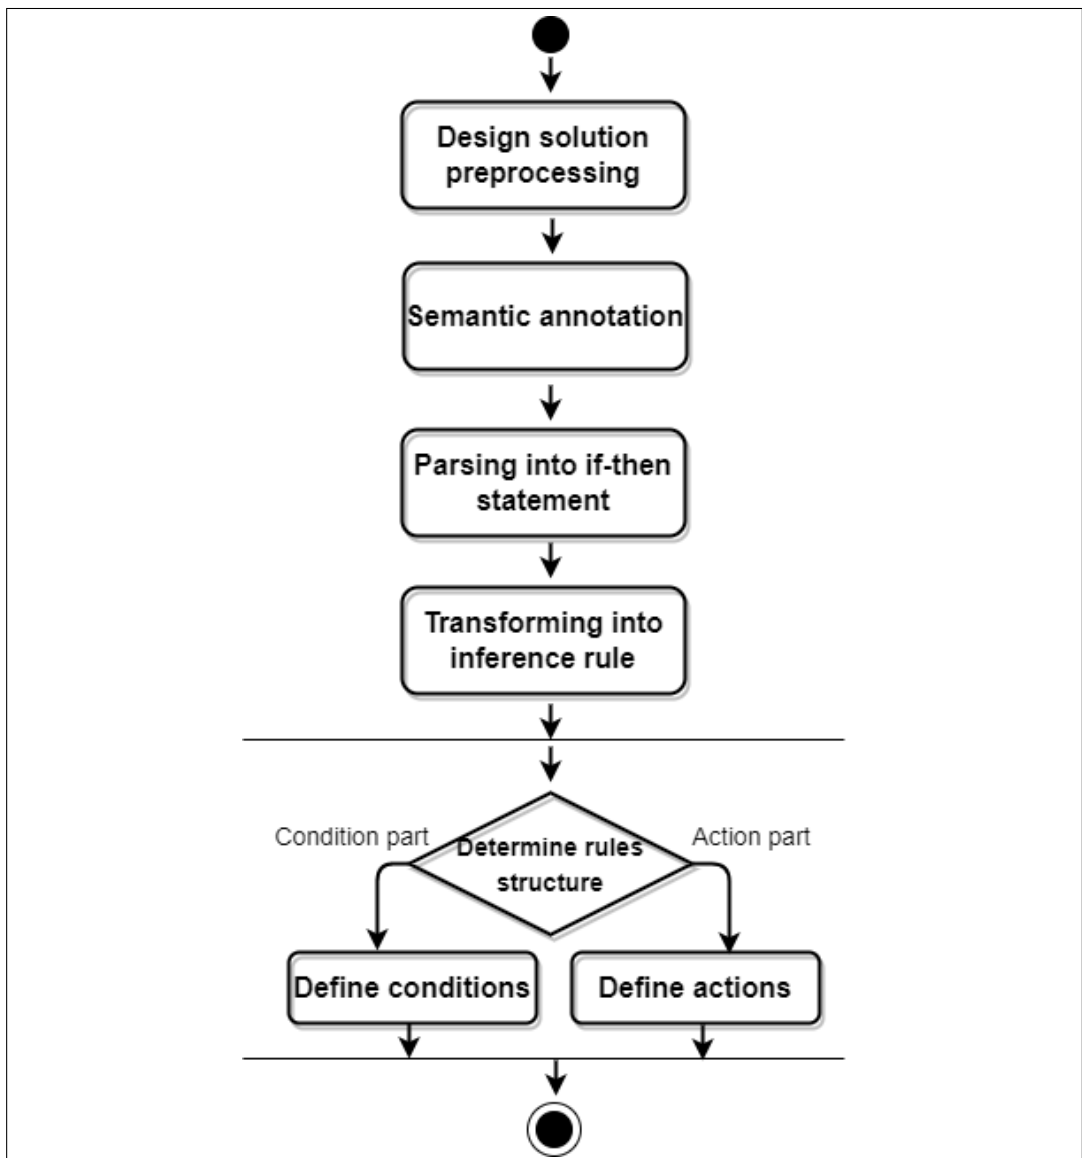 Design solution
preprocessing
Semantic annotation
Parsing into if-then
statement
Transforming into
inference rule
Condition part
Action part
Determine rules
structure
Define conditions
Define actions